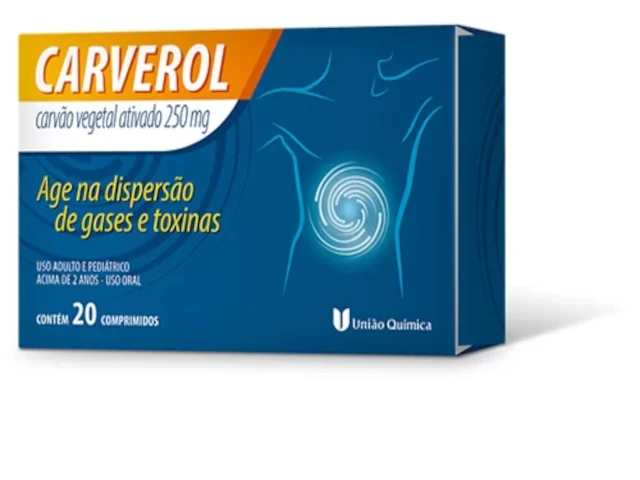 CARVEROL
carvão vegetal ativado 250 mg
Age na dispersão
de gases e toxinas
USO ADULTO E PEDIÁTRICO
ACIMA DE 2 ANOS - USO ORAL
CONTÉM 20 COMPRIMIDOS
União Química